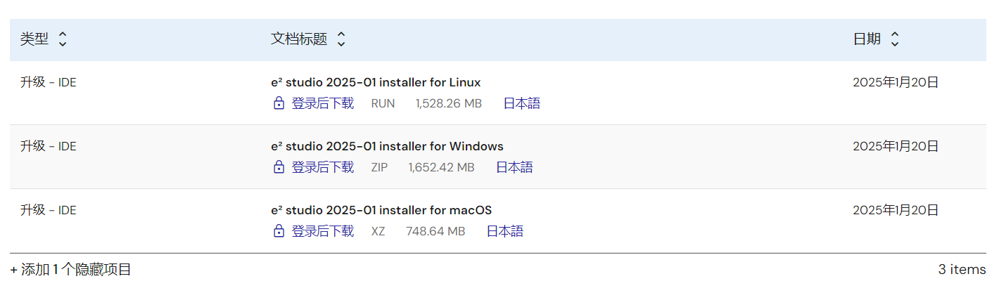 类型 文档标题 日期
升级 - IDE e² studio 2025-01 installer for Linux 2025年1月20日
登录后下载 RUN 1,528.26 MB 日本語
升级 - IDE e² studio 2025-01 installer for Windows 2025年1月20日
登录后下载 ZIP 1,652.42 MB 日本語
升级 - IDE e² studio 2025-01 installer for macOS 2025年1月20日
登录后下载 XZ 748.64 MB 日本語
+ 添加 1 个隐藏项目 3 items